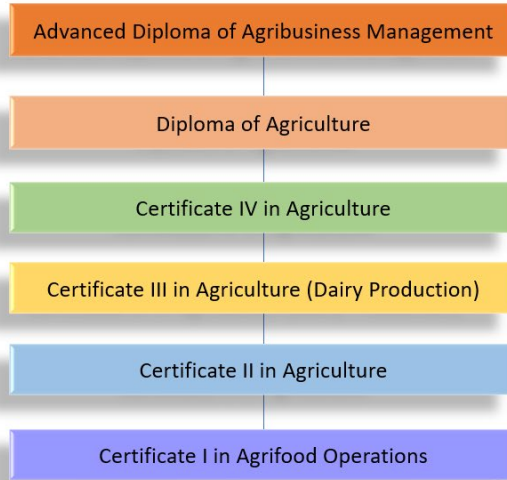 Advanced Diploma of Agribusiness Management
Diploma of Agriculture
Certificate IV in Agriculture
Certificate III in Agriculture (Dairy Production)
Certificate II in Agriculture
Certificate I in Agrifood Operations